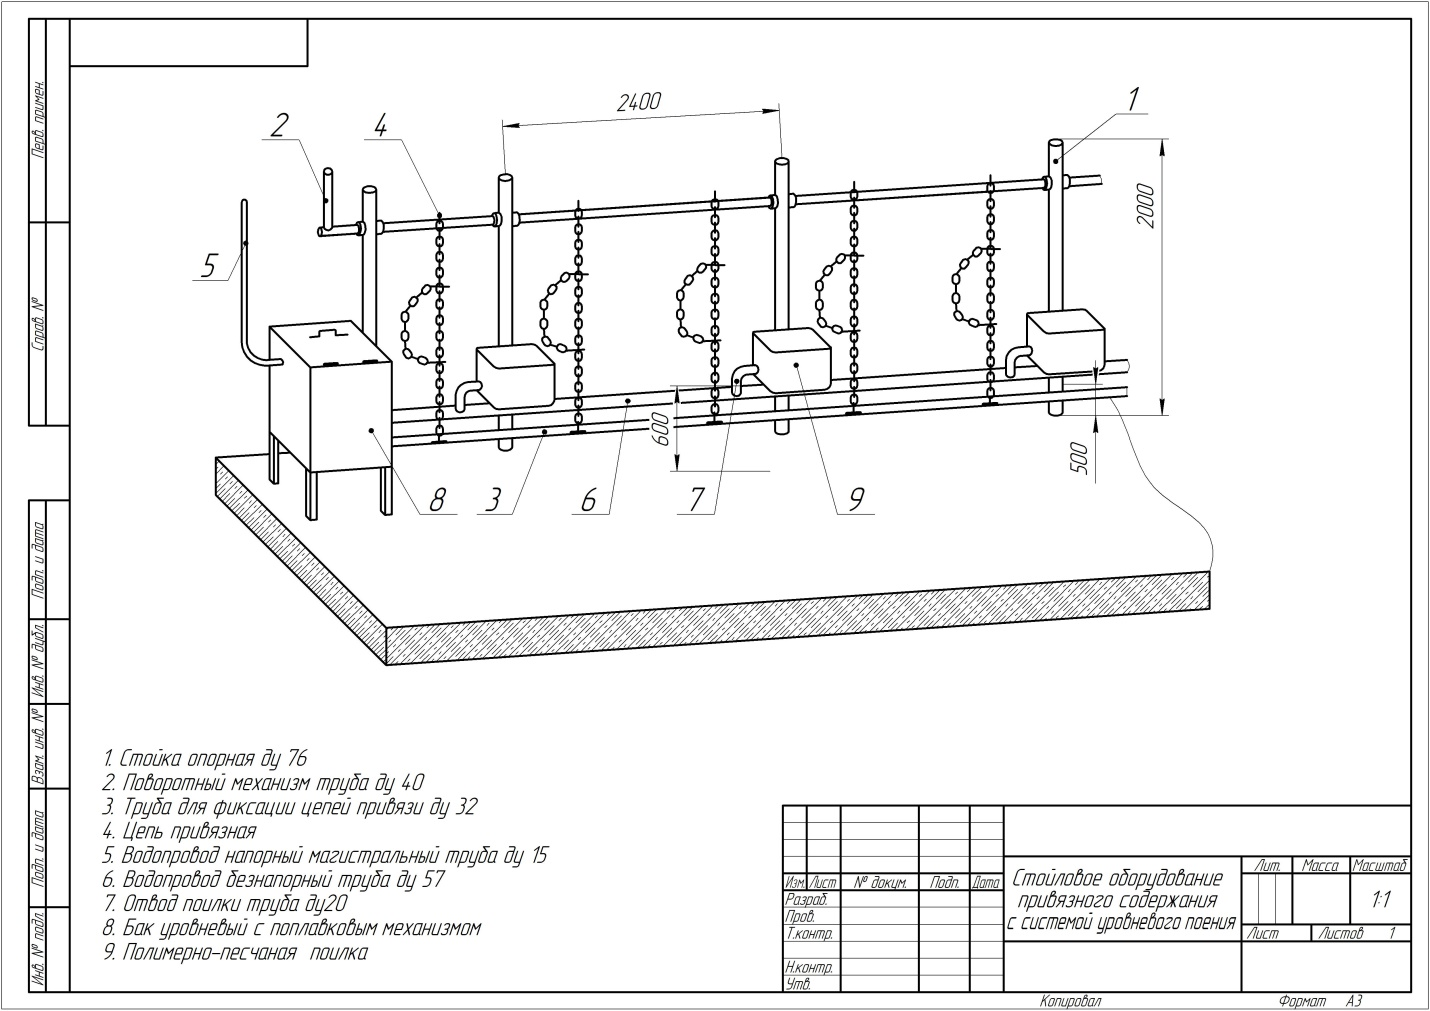 Перв. примен.
Справ. №
Подп. и дата
Инв. № дубл.
Взам. инв. №
Подп. и дата
Инв. № подл.
2400
1
2
4
2000
5
600
500
8
3
6
7
9
1. Стойка опорная ду 76
2. Поворотный механизм труба ду 40
3. Труба для фиксации цепей привязи ду 32
4. Цепь привязная
5. Водопровод напорный магистральный труба ду 15
6. Водопровод безнапорный труба ду 57
7. Отвод поилки труба ду20
8. Бак уровневый с поплавковым механизмом
9. Полимерно-песчаная поилка
Изм. Лист № докум. Подп. Дата
Разраб.
Пров.
Т.контр.
Н.контр.
Утв.
Стойловое оборудование
привязного содержания
с системой уровневого поения
Лит. Масса Масштаб
1:1
Лист Листов 1
Копировал Формат А3